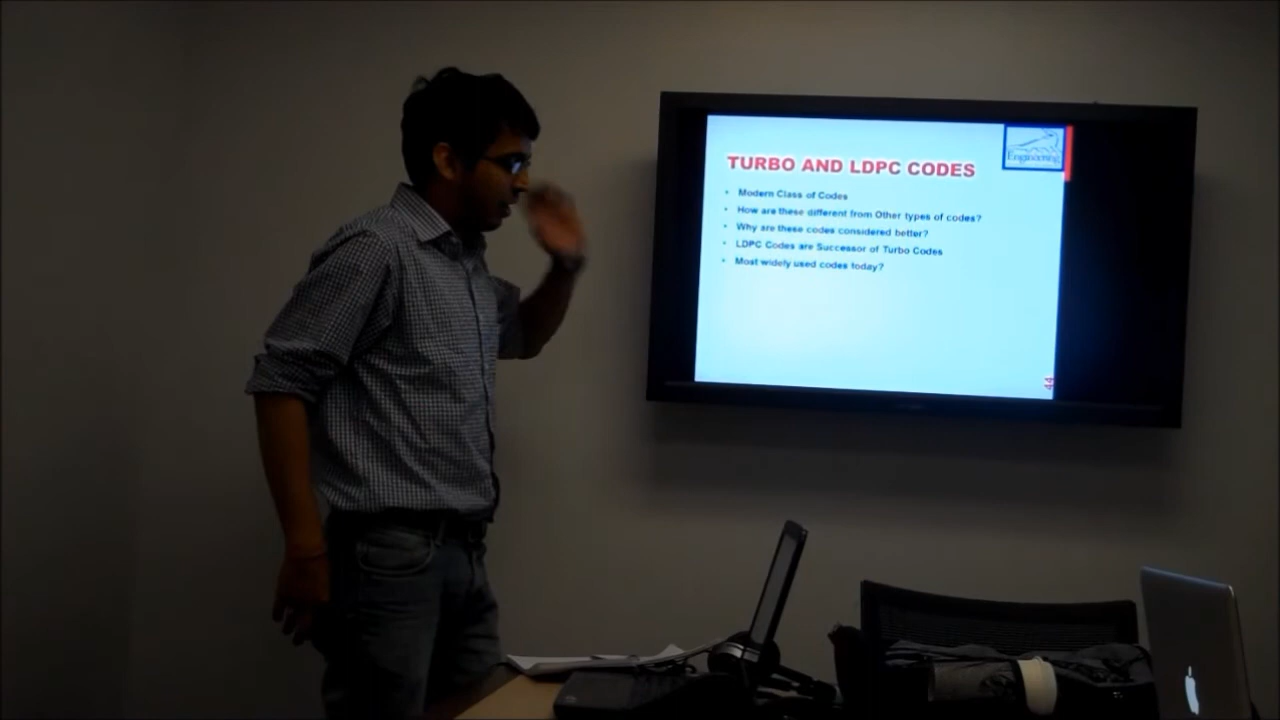 Engineering
TURBO AND LDPC CODES
• Modern Class of Codes
• How are these different from Other types of codes?
• Why are these codes considered better?
• LDPC Codes are Successor of Turbo Codes
• Most widely used codes today?